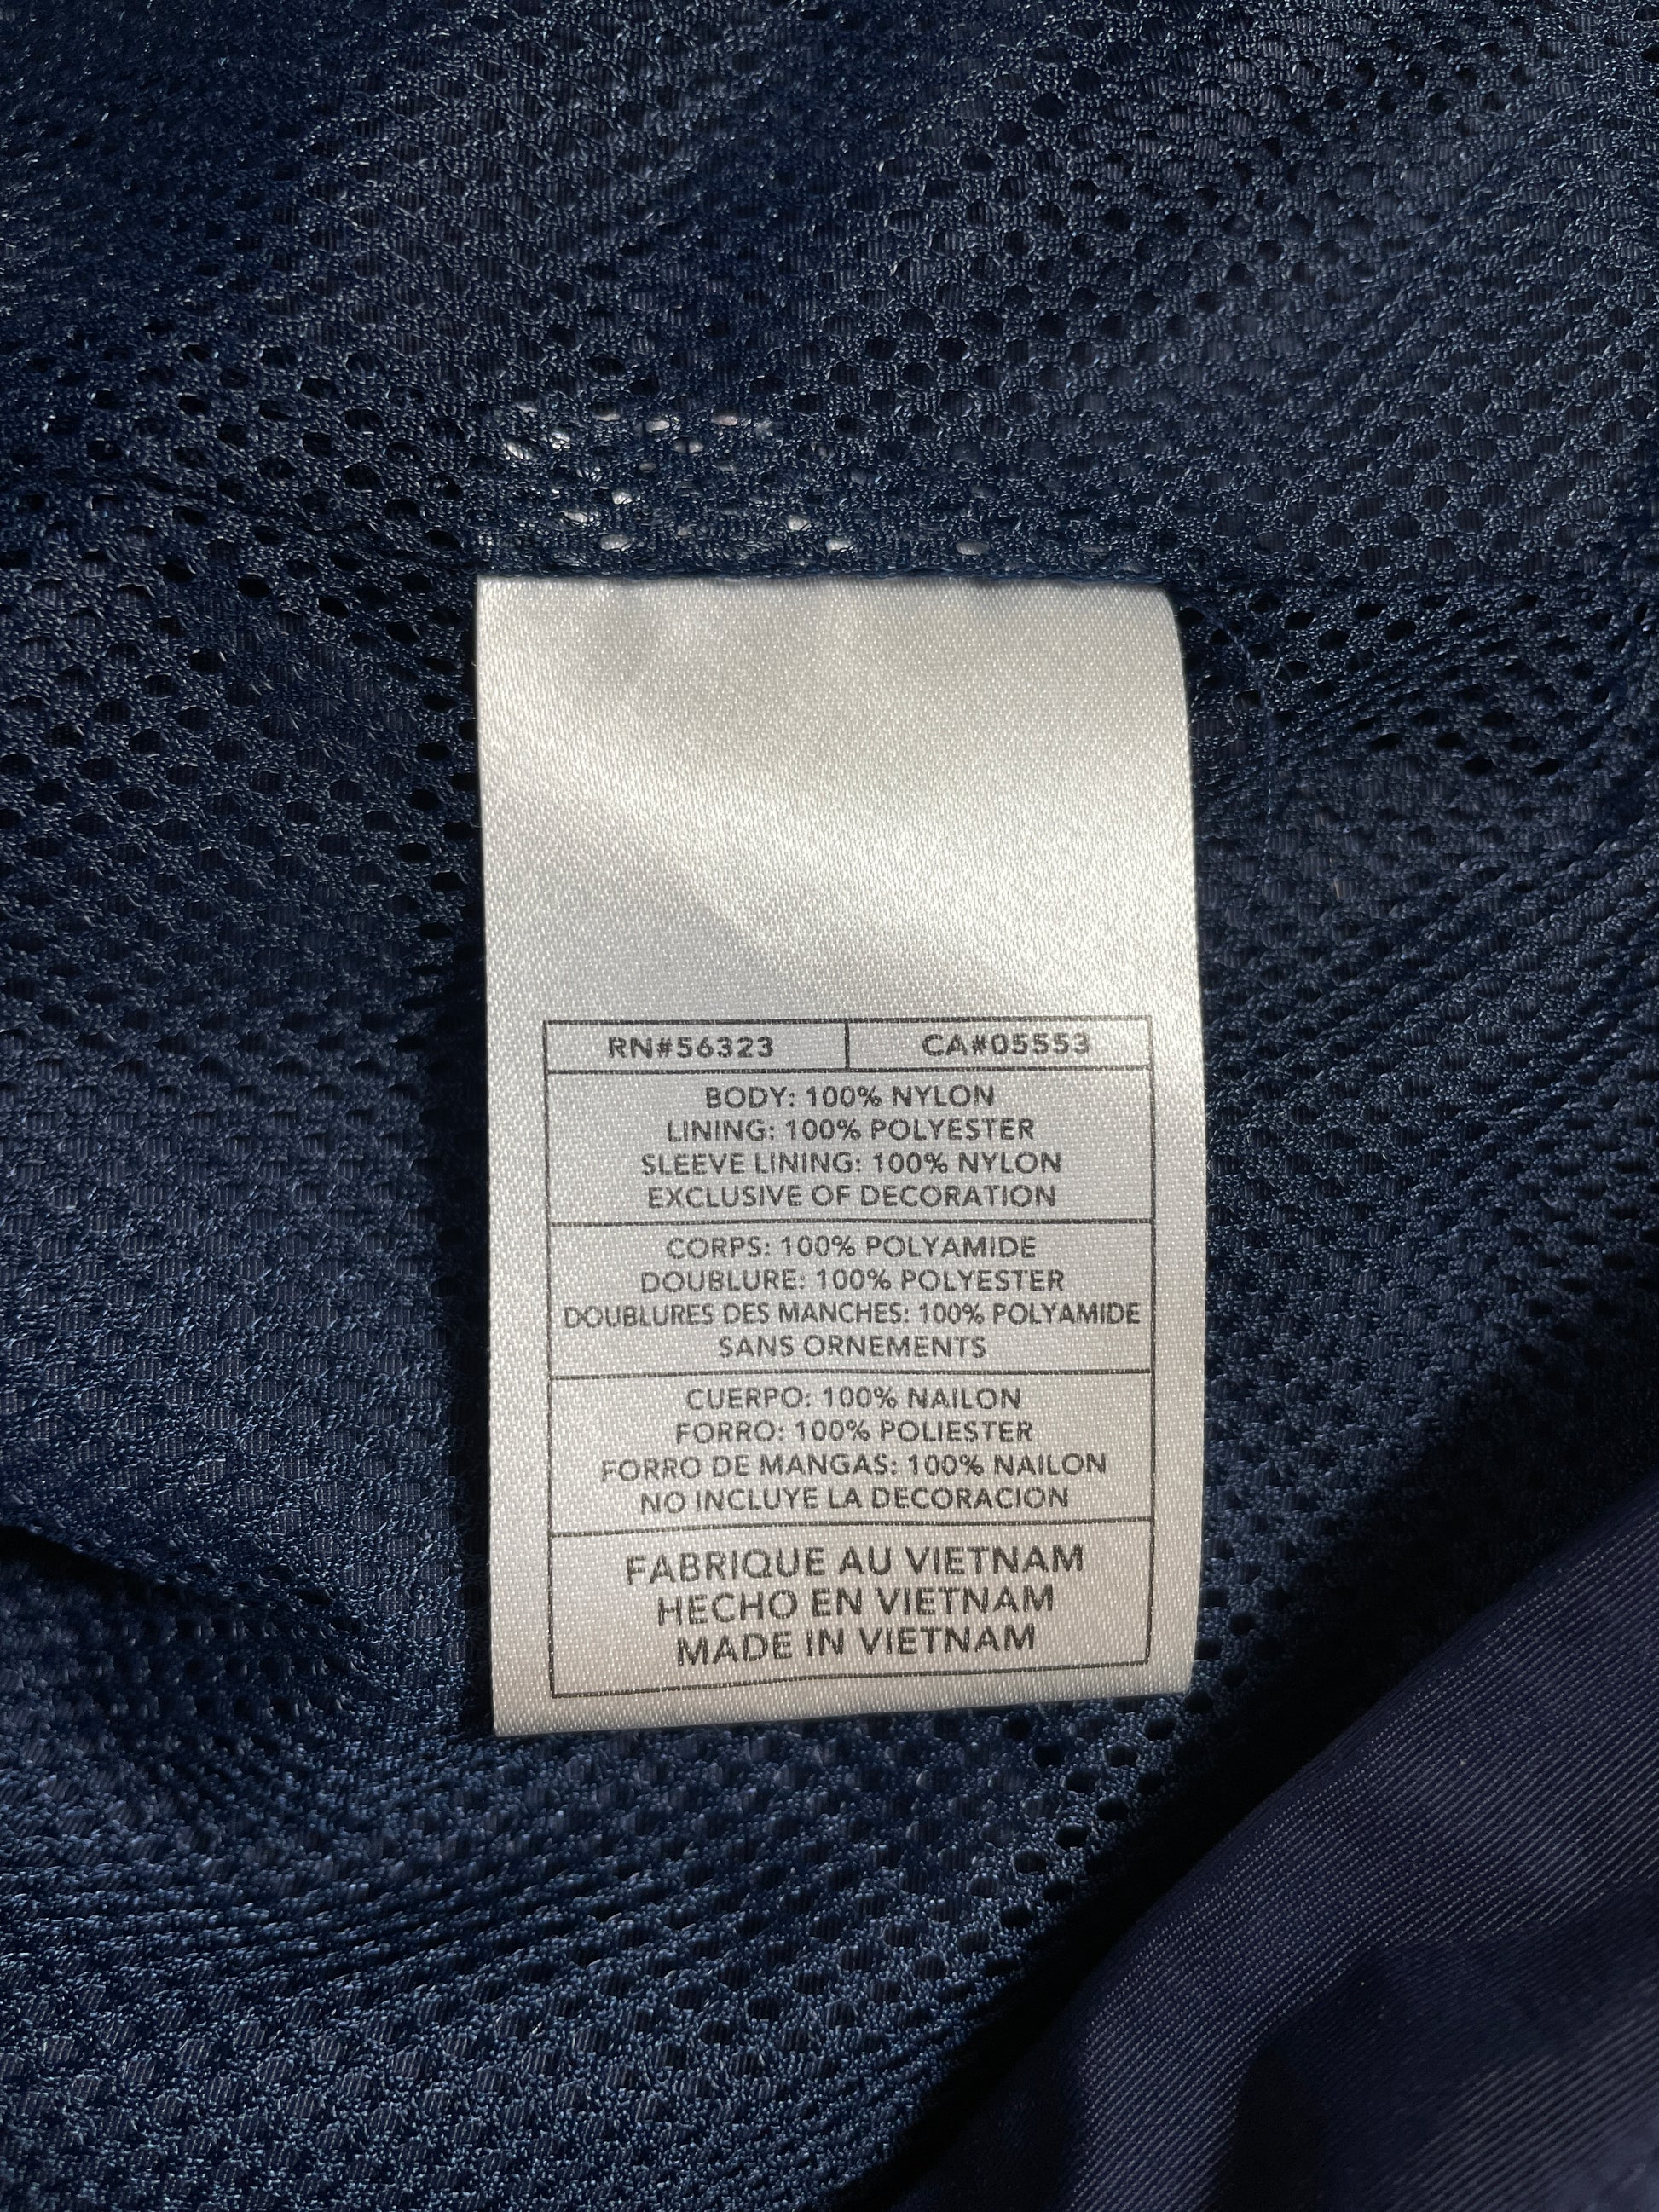 RN#56323 CA#05553
BODY: 100% NYLON
LINING: 100% POLYESTER
SLEEVE LINING: 100% NYLON
EXCLUSIVE OF DECORATION
CORPS: 100% POLYAMIDE
DOUBLURE: 100% POLYESTER
DOUBLURES DES MANCHES: 100% POLYAMIDE
SANS ORNEMENTS
CUERPO: 100% NAILON
FORRO: 100% POLIESTER
FORRO DE MANGAS: 100% NAILON
NO INCLUYE LA DECORACION
FABRIQUE AU VIETNAM
HECHO EN VIETNAM
MADE IN VIETNAM